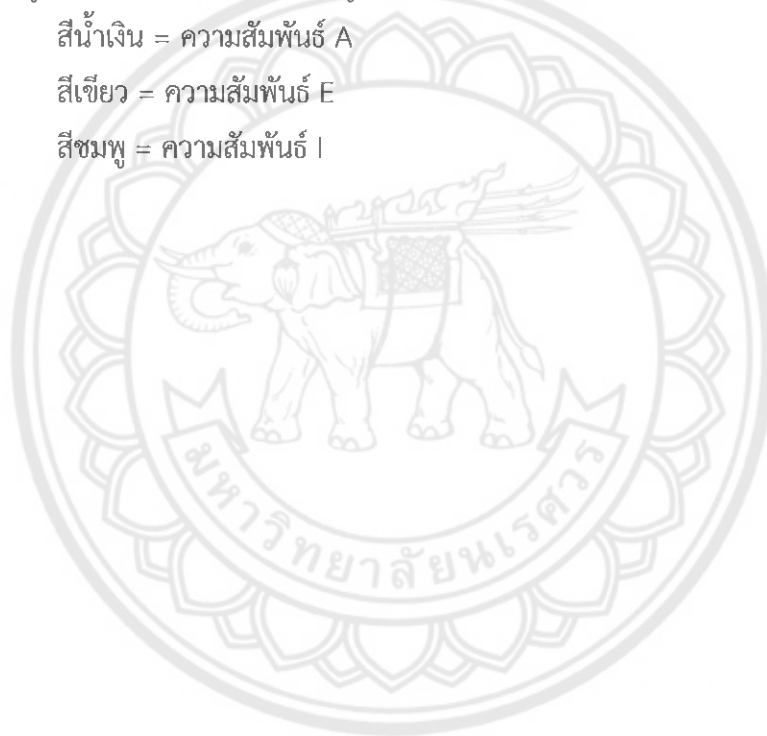 สีน้ำเงิน = ความสัมพันธ์ A
สีเขียว = ความสัมพันธ์ E
สีชมพู = ความสัมพันธ์ I
มหาวิทยาลัยนเรศวร